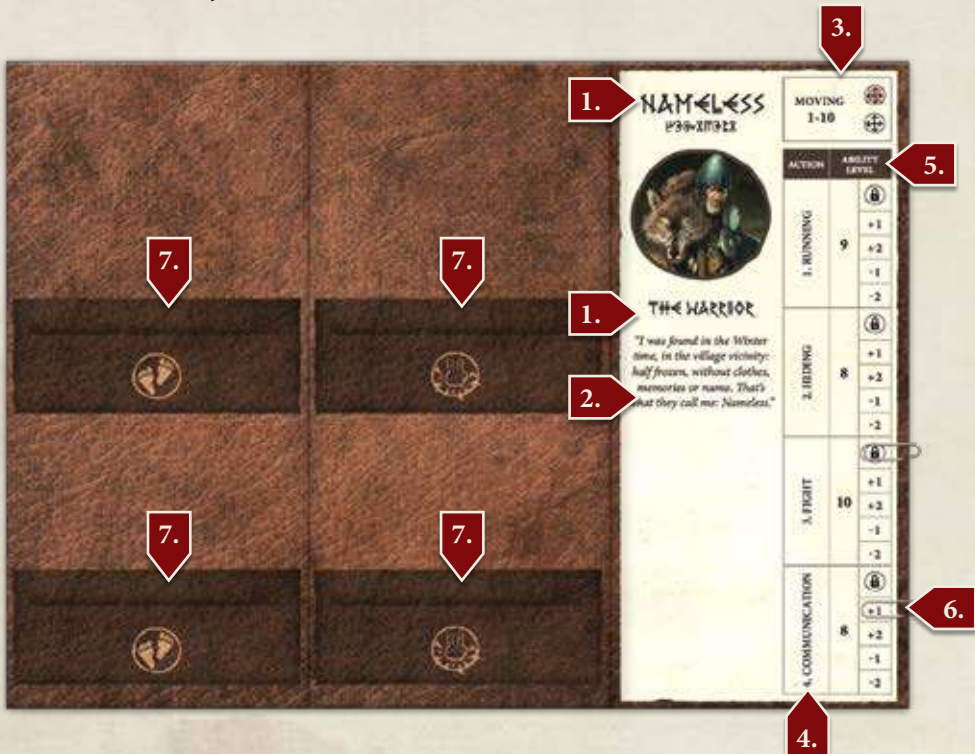 3.
1.
NAMELESS
MOVING
1-10
ACTION
ABILITY
LEVEL
5.
1. RUNNING
9
+1
+2
-1
-2
7.
7.
1.
THE WARRIOR
"I was found in the Winter
time, in the village vicinity:
half frozen, without clothes,
memories or name. That's
2.
what they call me: Nameless."
2. HIDING
8
+1
+2
-1
-2
3. FIGHT
10
+1
+2
-1
-2
7.
7.
4. COMMUNICATION
8
+1
+2
-1
-2
6.
4.